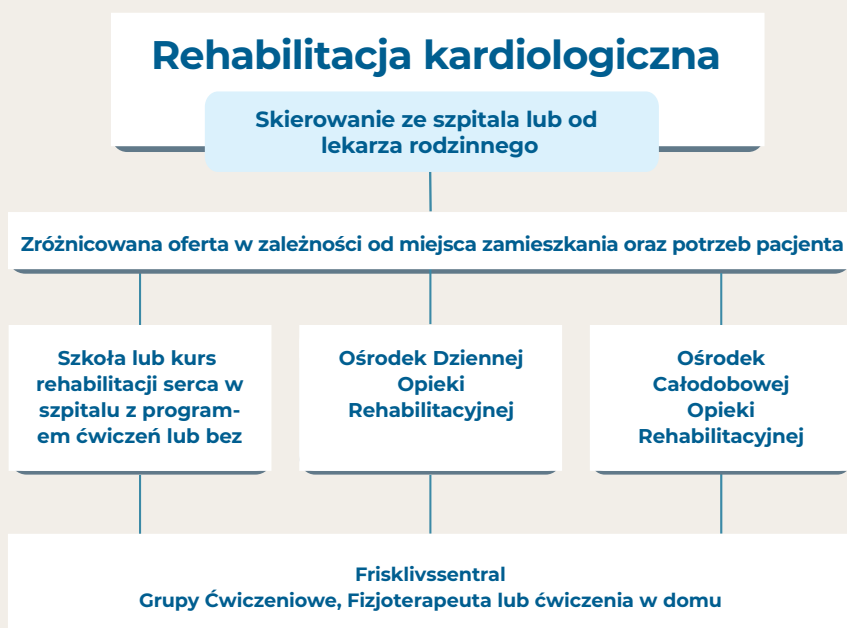 Rehabilitacja kardiologiczna
Skierowanie ze szpitala lub od
lekarza rodzinnego
Zróżnicowana oferta w zależności od miejsca zamieszkania oraz potrzeb pacjenta
Szkoła lub kurs
rehabilitacji serca w
szpitalu z program-
em ćwiczeń lub bez
Ośrodek Dziennej
Opieki
Rehabilitacyjnej
Ośrodek
Całodobowej
Opieki
Rehabilitacyjnej
Frisklivssentral
Grupy Ćwiczeniowe, Fizjoterapeuta lub ćwiczenia w domu